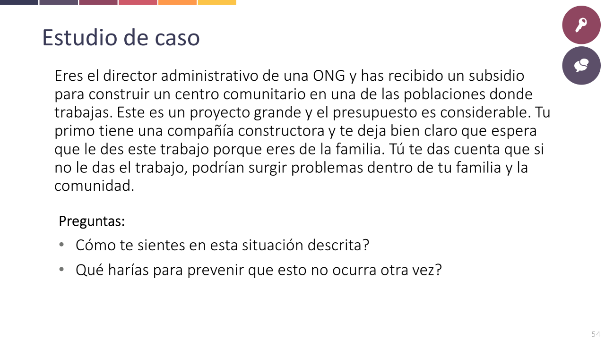 Estudio de caso
Eres el director administrativo de una ONG y has recibido un subsidio
para construir un centro comunitario en una de las poblaciones donde
trabajas. Este es un proyecto grande y el presupuesto es considerable. Tu
primo tiene una compañía constructora y te deja bien claro que espera
que le des este trabajo porque eres de la familia. Tú te das cuenta que si
no le das el trabajo, podrían surgir problemas dentro de tu familia y la
comunidad.
Preguntas:
• Cómo te sientes en esta situación descrita?
• Qué harías para prevenir que esto no ocurra otra vez?
54